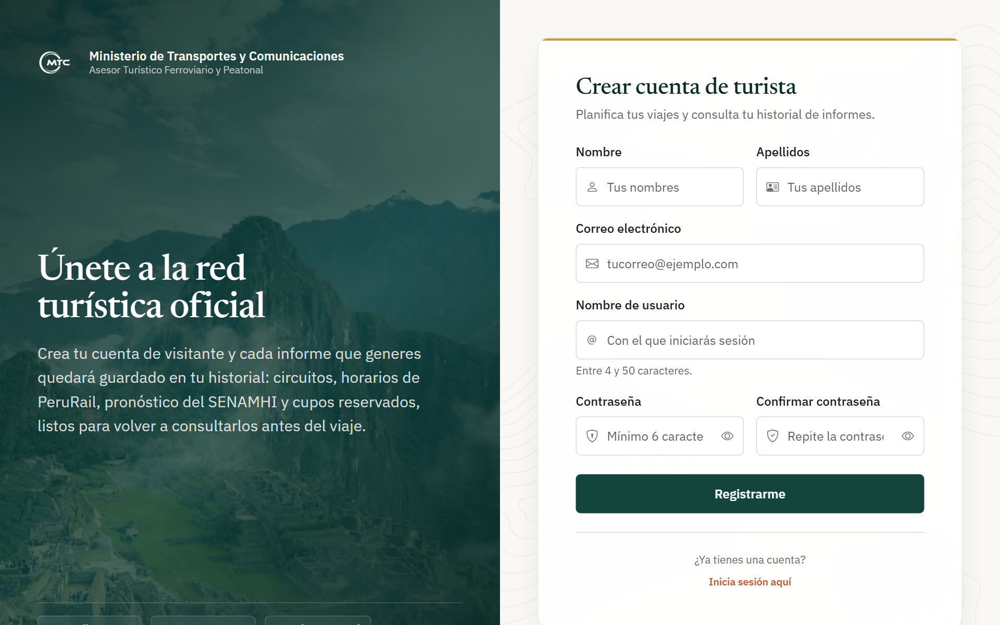 MTC
Ministerio de Transportes y Comunicaciones
Asesor Turístico Ferroviario y Peatonal
Únete a la red
turística oficial
Crea tu cuenta de visitante y cada informe que generes
quedará guardado en tu historial: circuitos, horarios de
PeruRail, pronóstico del SENAMHI y cupos reservados,
listos para volver a consultarlos antes del viaje.
Crear cuenta de turista
Planifica tus viajes y consulta tu historial de informes.
Nombre
Apellidos
Tus nombres
Tus apellidos
Correo electrónico
tucorreo@ejemplo.com
Nombre de usuario
@ Con el que iniciarás sesión
Entre 4 y 50 caracteres.
Contraseña
Confirmar contraseña
Mínimo 6 caracte
Repite la contras
Registrarme
¿Ya tienes una cuenta?
Inicia sesión aquí